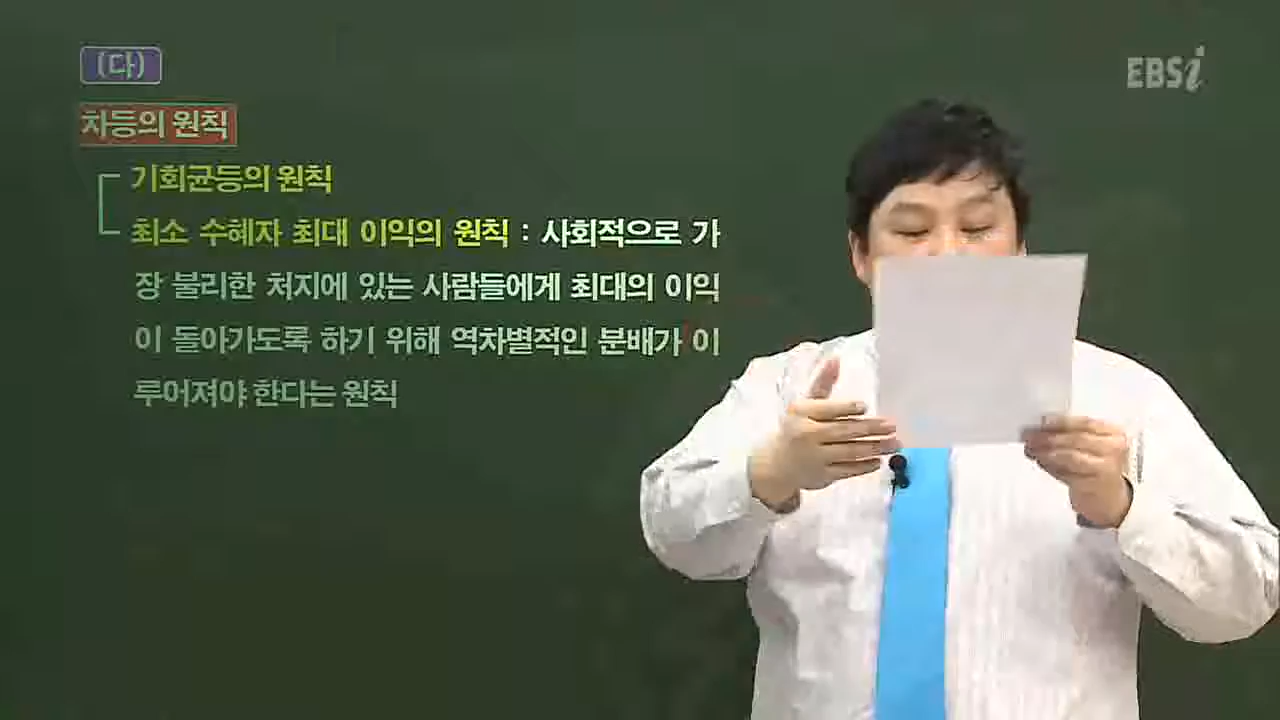 (다)
EBSi
차등의 원칙
기회균등의 원칙
최소 수혜자 최대 이익의 원칙 : 사회적으로 가
장 불리한 처지에 있는 사람들에게 최대의 이익
이 돌아가도록 하기 위해 역차별적인 분배가 이
루어져야 한다는 원칙